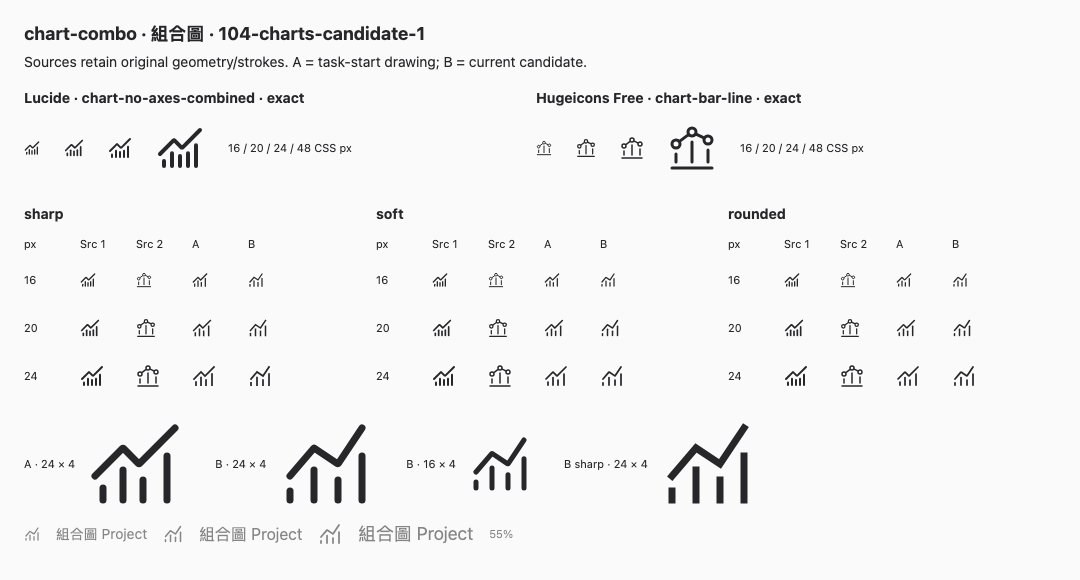 chart-combo · 組合圖 · 104-charts-candidate-1
Sources retain original geometry/strokes. A = task-start drawing; B = current candidate.
Lucide · chart-no-axes-combined · exact
Hugeicons Free · chart-bar-line · exact
16 / 20 / 24 / 48 CSS px
16 / 20 / 24 / 48 CSS px
sharp
soft
rounded
px Src 1 Src 2 A B
px Src 1 Src 2 A B
px Src 1 Src 2 A B
16
16
16
20
20
20
24
24
24
A · 24 × 4
B · 24 × 4
B · 16 × 4
B sharp · 24 × 4
組合圖 Project
組合圖 Project
組合圖 Project
55%